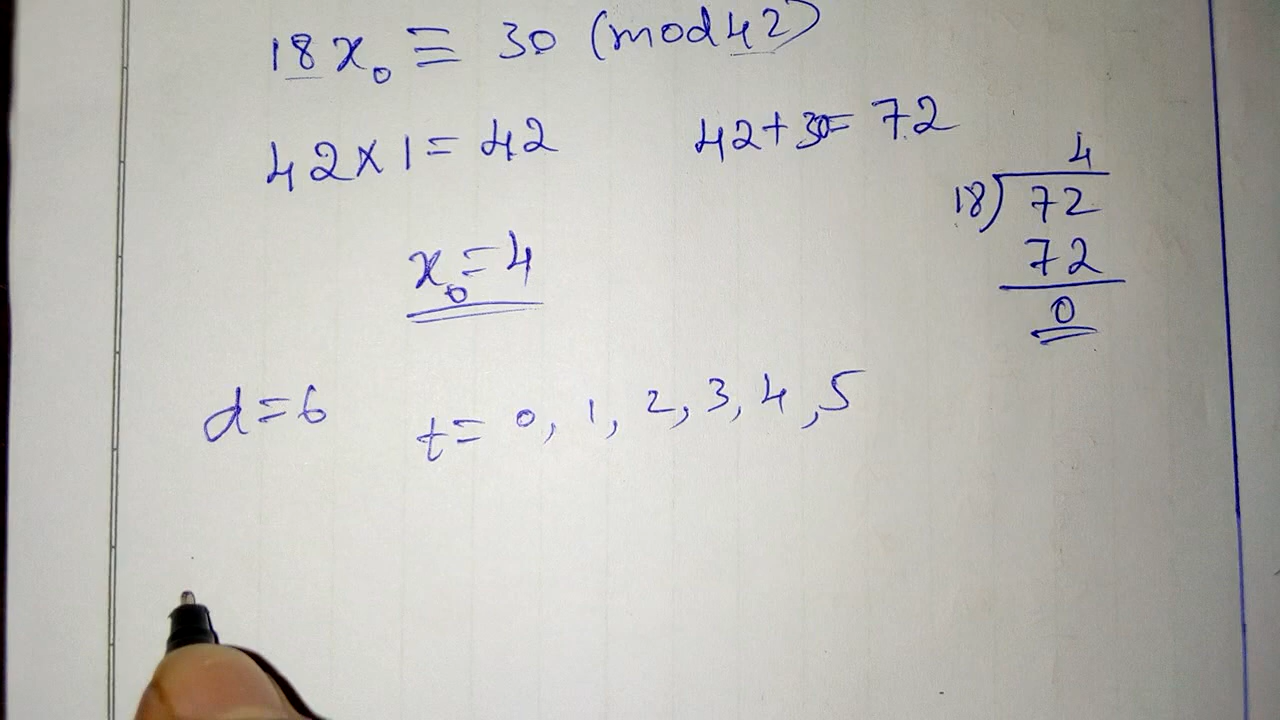 18x₀ ≡ 30 (mod 42)
42 × 1 = 42
42 + 30 = 72
4
18) 72
72
0
x₀ = 4
d = 6
t = 0, 1, 2, 3, 4, 5